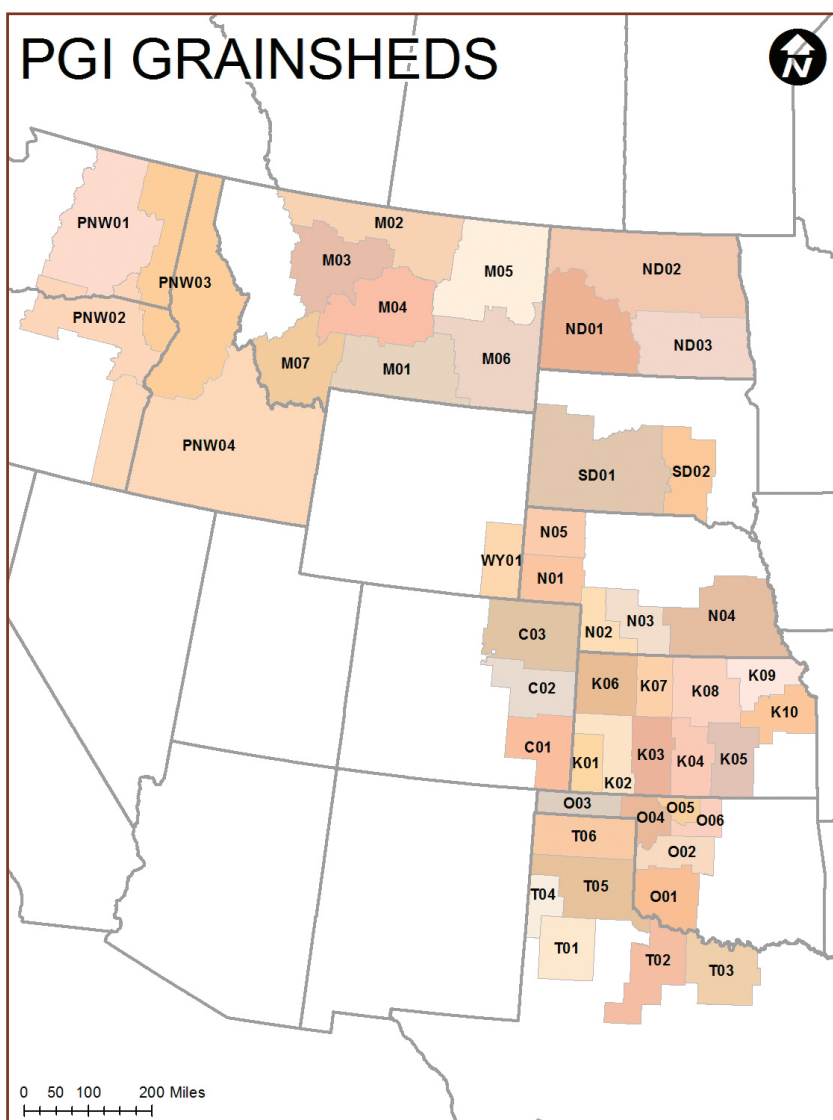 PGI GRAINSHEDS
N
PNW01
M02
ND02
M03
M05
PNW03
M04
PNW02
ND01
ND03
M07
M01
M06
PNW04
SD01
SD02
N05
WY01
N01
N02
N03
N04
C03
K09
C02
K06
K07
K08
K10
C01
K01
K02
K03
K04
K05
O03
O05
O04
O06
T06
O02
T05
T04
O01
T01
T02
T03
0 50 100 200 Miles